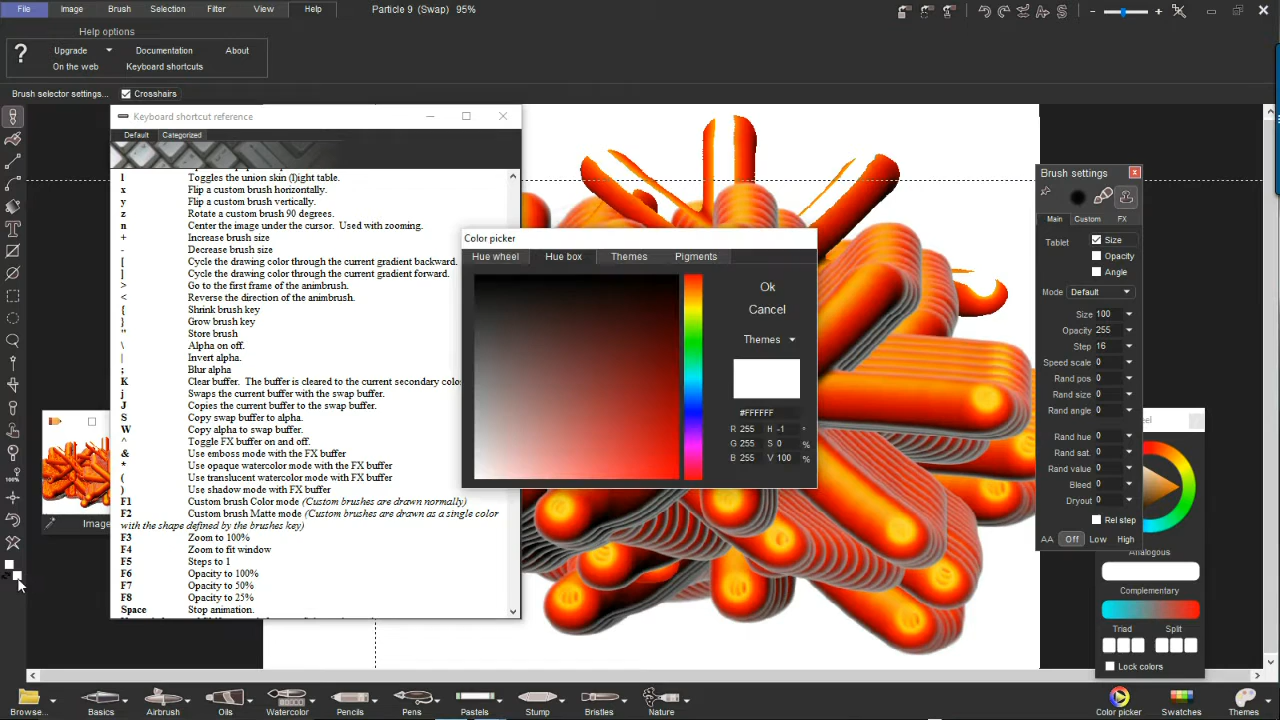 File Image Brush Selection Filter View Help Particle 9 (Swap) 95%
Help options
Upgrade Documentation About
On the web Keyboard shortcuts
Brush selector settings... Crosshairs
Keyboard shortcut reference
Default Categorized
l Toggles the union skin (l)ight table.
x Flip a custom brush horizontally.
y Flip a custom brush vertically.
z Rotate a custom brush 90 degrees.
n Center the image under the cursor. Used with zooming.
+ Increase brush size
- Decrease brush size
[ Cycle the drawing color through the current gradient backward.
] Cycle the drawing color through the current gradient forward.
> Go to the first frame of the animbrush.
< Reverse the direction of the animbrush.
{ Shrink brush key
} Grow brush key
" Store brush
\ Alpha on off.
| Invert alpha.
; Blur alpha
K Clear buffer. The buffer is cleared to the current secondary colo
j Swaps the current buffer with the swap buffer.
J Copies the current buffer to the swap buffer.
S Copy swap buffer to alpha.
W Copy alpha to swap buffer.
^ Toggle FX buffer on and off.
& Use emboss mode with the FX buffer
* Use opaque watercolor mode with the FX buffer
( Use translucent watercolor mode with FX buffer
) Use shadow mode with FX buffer
F1 Custom brush Color mode (Custom brushes are drawn normally)
F2 Custom brush Matte mode (Custom brushes are drawn as a single color
with the shape defined by the brushes key)
F3 Zoom to 100%
F4 Zoom to fit window
F5 Steps to 1
F6 Opacity to 100%
F7 Opacity to 50%
F8 Opacity to 25%
Space Stop animation.
100%
Imag
Color picker
Hue wheel Hue box Themes Pigments
Ok
Cancel
Themes
#FFFFFF
R 255 H -1 °
G 255 S 0 %
B 255 V 100 %
Brush settings
Main Custom FX
Tablet Size
Opacity
Angle
Mode Default
Size 100
Opacity 255
Step 16
Speed scale 0
Rand pos 0
Rand size 0
Rand angle 0
Rand hue 0
Rand sat. 0
Rand value 0
Bleed 0
Dryout 0
Rel step
AA Off Low High
eel
Analogous
Complementary
Triad Split
Lock colors
Browse... Basics Airbrush Oils Watercolor Pencils Pens Pastels Stump Bristles Nature Color picker Swatches Themes